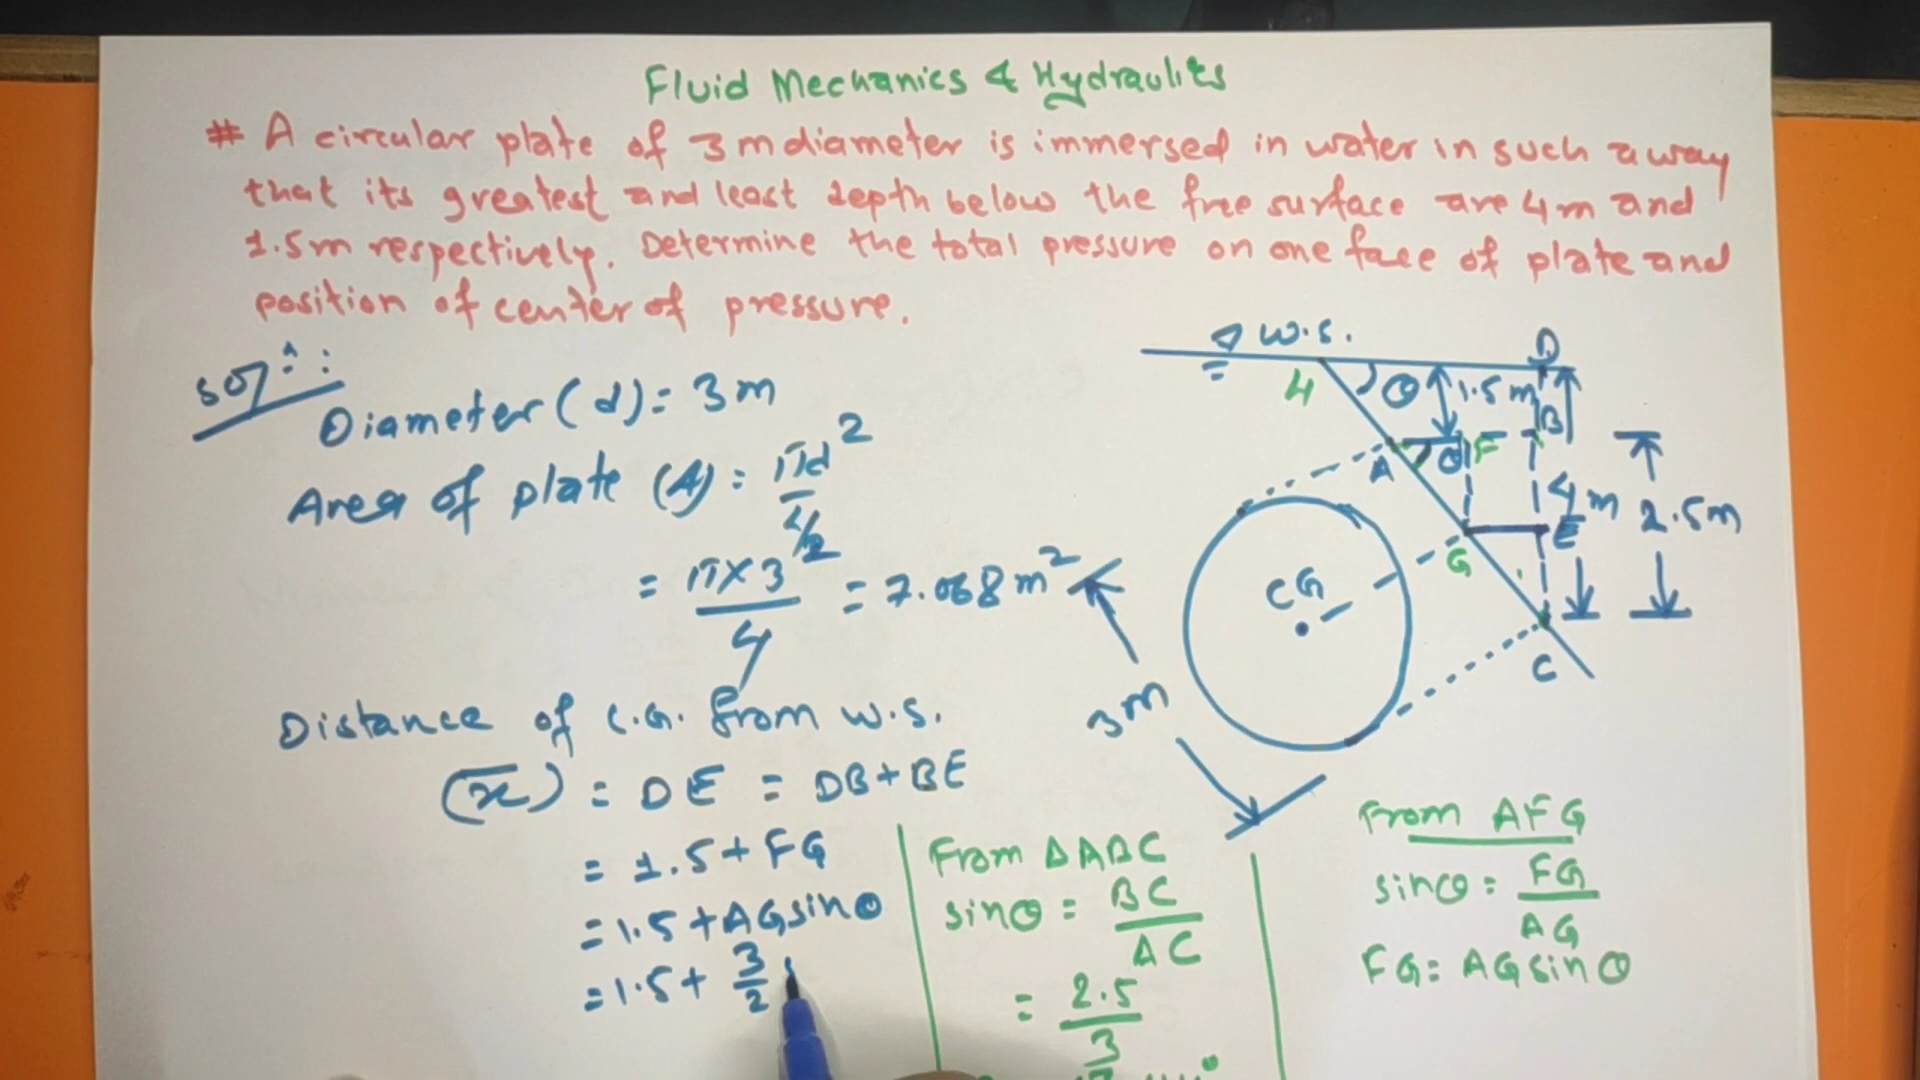 Fluid Mechanics & Hydraulics
# A circular plate of 3 m diameter is immersed in water in such a way
that its greatest and least depth below the free surface are 4m and
1.5m respectively. Determine the total pressure on one face of plate and
position of center of pressure.
Solⁿ :
Diameter (d) = 3m
Area of plate (A) = πd²/4
= π×3²/4 = 7.068 m²
Distance of C.G. from w.s.
(x̄) = DE = DB + BE
= 1.5 + FG
= 1.5 + AG sinθ
= 1.5 + 3/2
w.s.
D
H
θ
1.5m
B
A
θ
F
4m
2.5m
E
G
CG
C
3m
From ΔABC
sinθ = BC/AC
= 2.5/3
From AFG
sinθ = FG/AG
FG = AG sinθ